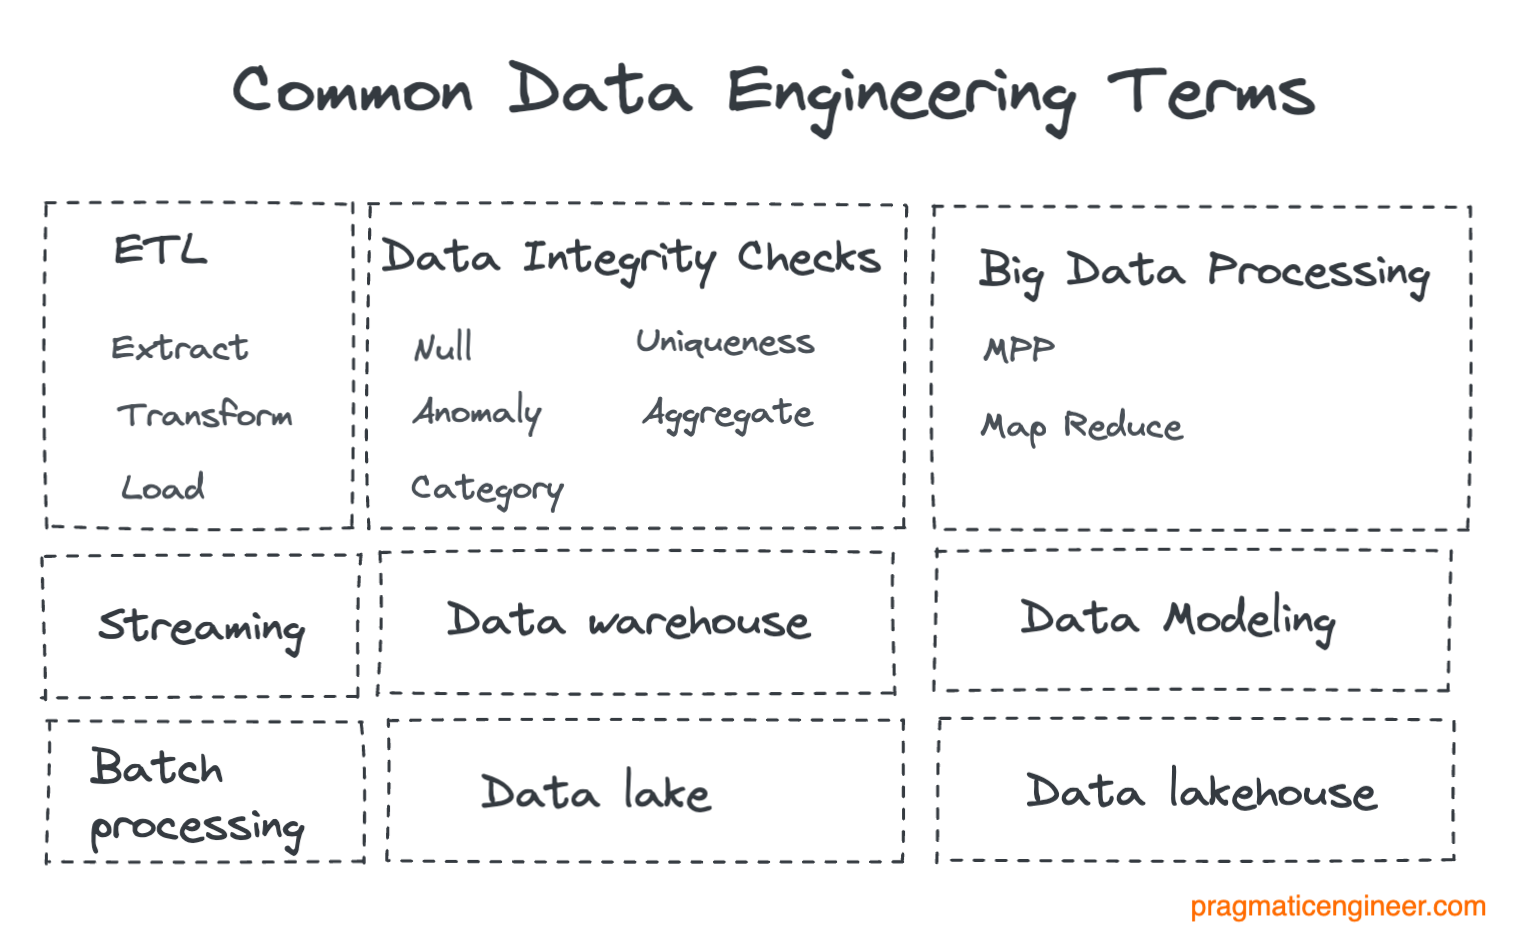 Common Data Engineering Terms
ETL
Extract
Transform
Load
Data Integrity Checks
Null
Uniqueness
Anomaly
Aggregate
Category
Big Data Processing
MPP
Map Reduce
Streaming
Data warehouse
Data Modeling
Batch
processing
Data lake
Data lakehouse
pragmaticengineer.com